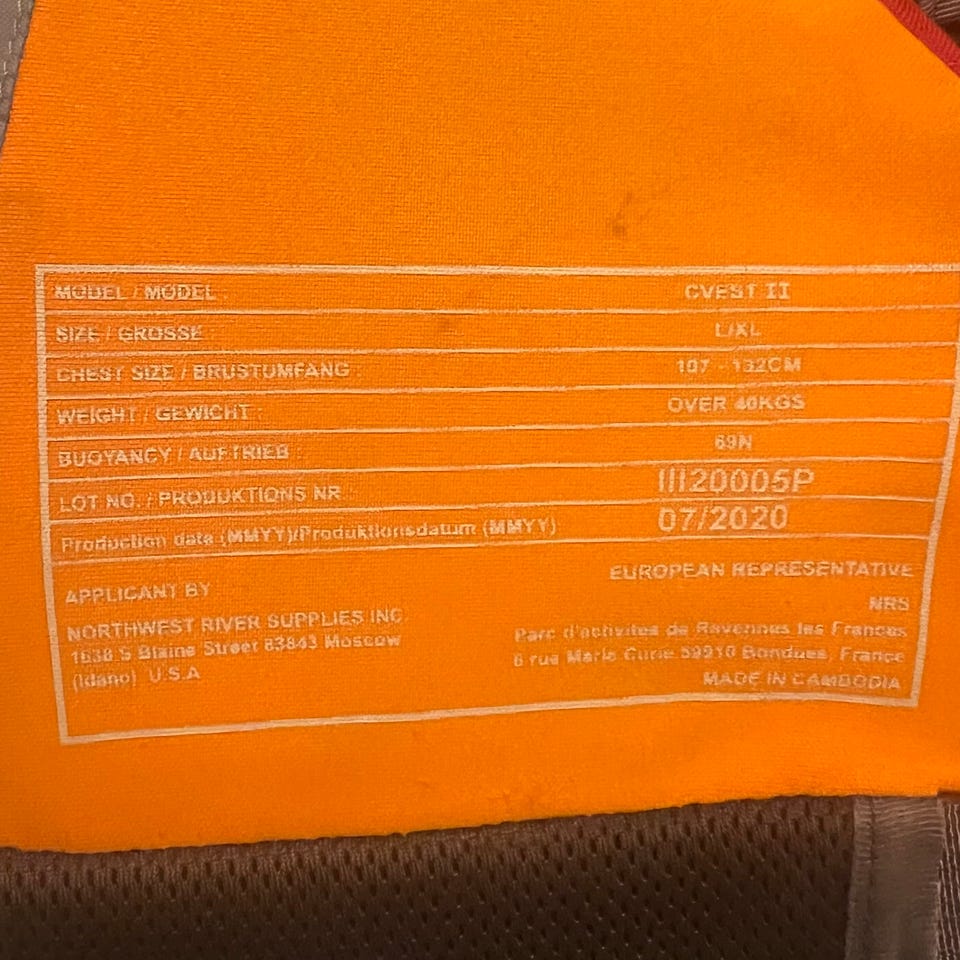 MODEL / MODEL : CVEST II
SIZE / GROSSE : L/XL
CHEST SIZE / BRUSTUMFANG : 107 - 132CM
WEIGHT / GEWICHT : OVER 40KGS
BUOYANCY / AUFTRIEB : 69N
LOT NO. / PRODUKTIONS NR : III20005P
Production date (MMYY)/Produktionsdatum (MMYY) 07/2020
APPLICANT BY
NORTHWEST RIVER SUPPLIES INC.
1638 S Blaine Street 83843 Moscow
(Idaho) U.S.A
EUROPEAN REPRESENTATIVE
NRS
Parc d'activites de Ravennes les Francs
6 rue Marie Curie 59910 Bondues, France
MADE IN CAMBODIA